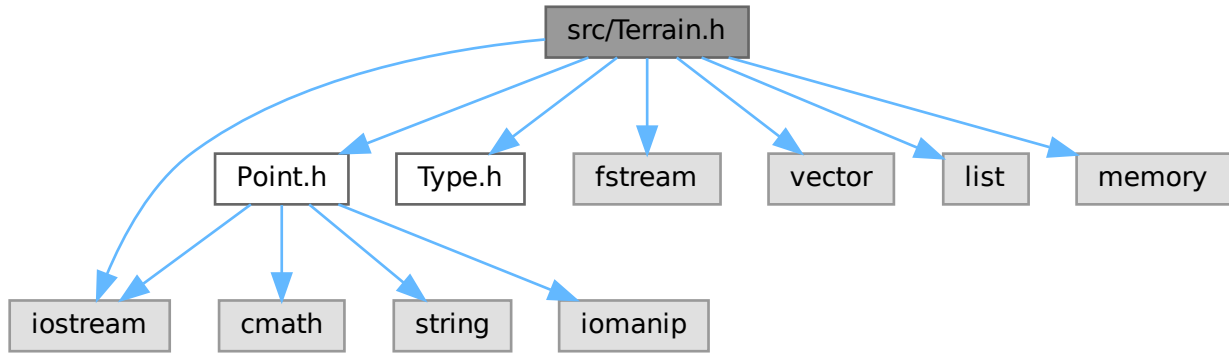 src/Terrain.h
Point.h
Type.h
fstream
vector
list
memory
iostream
cmath
string
iomanip